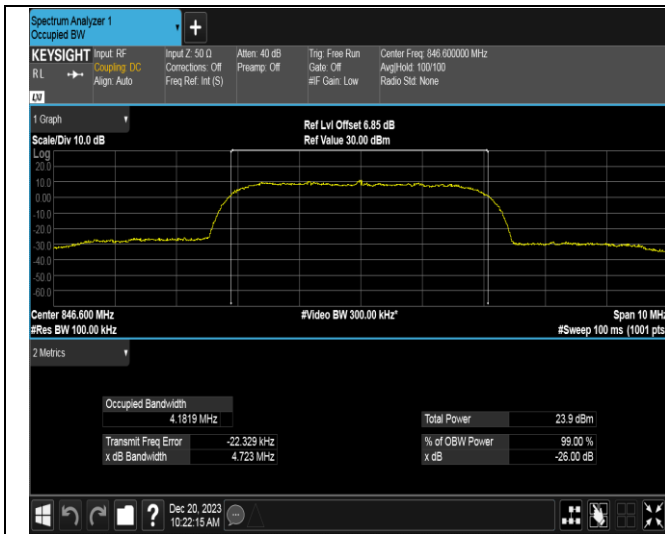 Spectrum Analyzer 1
Occupied BW
+
KEYSIGHT Input: RF Input Z: 50 Ω Atten: 40 dB Trig: Free Run Center Freq: 846.600000 MHz
RL Coupling: DC Corrections: Off Preamp: Off Gate: Off Avg|Hold: 100/100
Align: Auto Freq Ref: Int (S) #IF Gain: Low Radio Std: None
LXI
1 Graph
Ref Lvl Offset 6.85 dB
Scale/Div 10.0 dB Ref Value 30.00 dBm
Log
20.0
10.0
0.00
-10.0
-20.0
-30.0
-40.0
-50.0
-60.0
Center 846.600 MHz #Video BW 300.00 kHz* Span 10 MHz
#Res BW 100.00 kHz #Sweep 100 ms (1001 pts
2 Metrics
Occupied Bandwidth
4.1819 MHz Total Power 23.9 dBm
Transmit Freq Error -22.329 kHz % of OBW Power 99.00 %
x dB Bandwidth 4.723 MHz x dB -26.00 dB
? Dec 20, 2023
10:22:15 AM